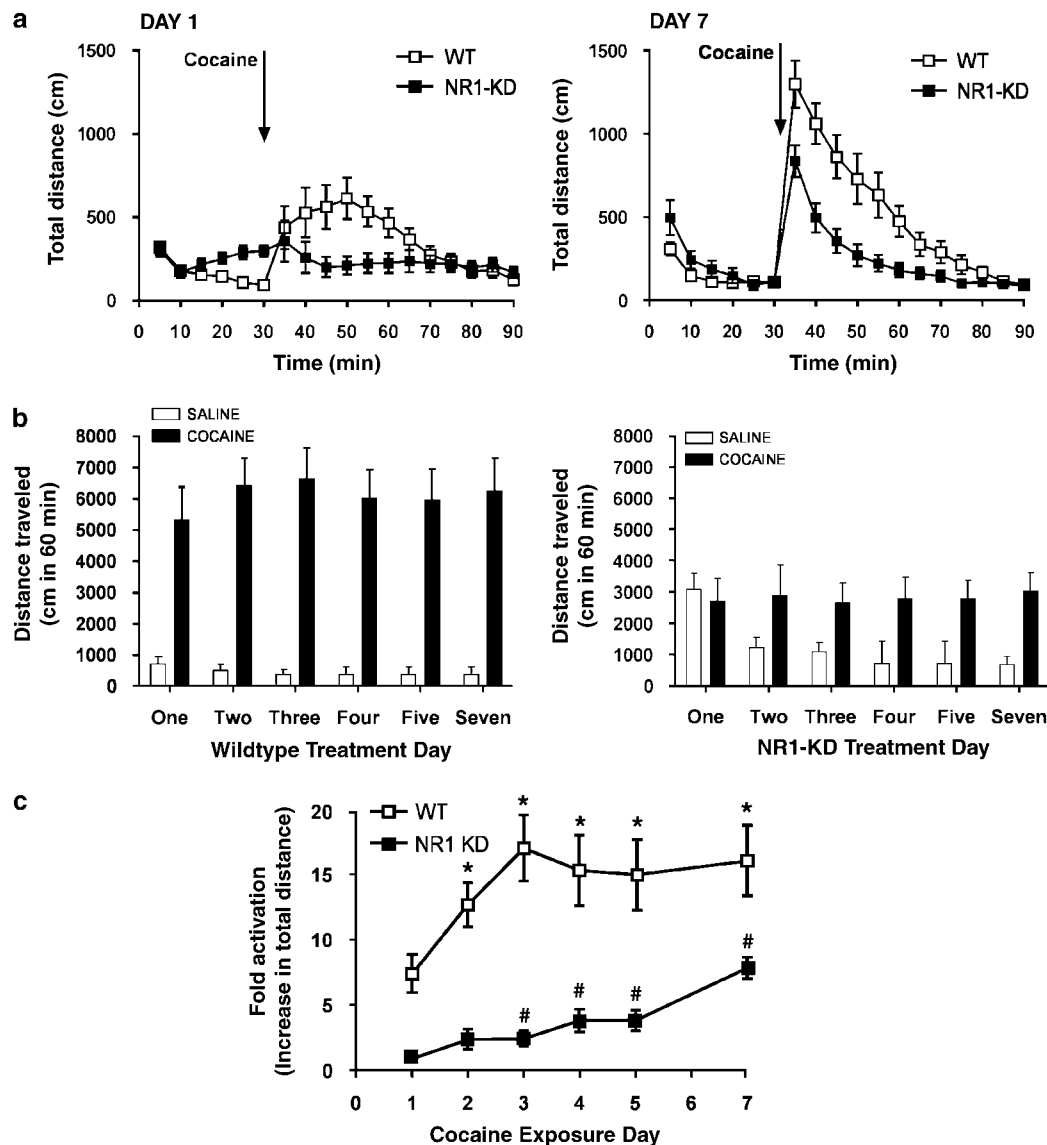 a
DAY 1
DAY 7
1500
1000
500
0
Total distance (cm)
Cocaine
WT
NR1-KD
0 10 20 30 40 50 60 70 80 90
Time (min)
1500
1000
500
0
Total distance (cm)
Cocaine
WT
NR1-KD
0 10 20 30 40 50 60 70 80 90
Time (min)
b
SALINE
COCAINE
8000
7000
6000
5000
4000
3000
2000
1000
0
Distance traveled
(cm in 60 min)
One Two Three Four Five Seven
Wildtype Treatment Day
SALINE
COCAINE
8000
7000
6000
5000
4000
3000
2000
1000
0
Distance traveled
(cm in 60 min)
One Two Three Four Five Seven
NR1-KD Treatment Day
c
WT
NR1 KD
20
15
10
5
0
Fold activation
(Increase in total distance)
* * * * *
# # # #
0 1 2 3 4 5 6 7
Cocaine Exposure Day